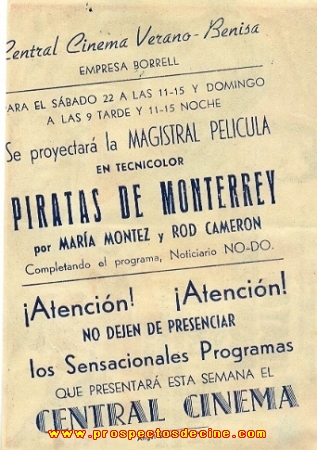 Central Cinema Verano - Benisa
EMPRESA BORRELL
PARA EL SÁBADO 22 A LAS 11-15 Y DOMINGO
A LAS 9 TARDE Y 11-15 NOCHE
Se proyectará la MAGISTRAL PELICULA
EN TECNICOLOR
PIRATAS DE MONTERREY
por MARÍA MONTEZ y ROD CAMERON
Completando el programa, Noticiario NO-DO.
¡Atención! ¡Atención!
NO DEJEN DE PRESENCIAR
los Sensacionales Programas
QUE PRESENTARÁ ESTA SEMANA EL
CENTRAL CINEMA
www.prospectosdecine.com